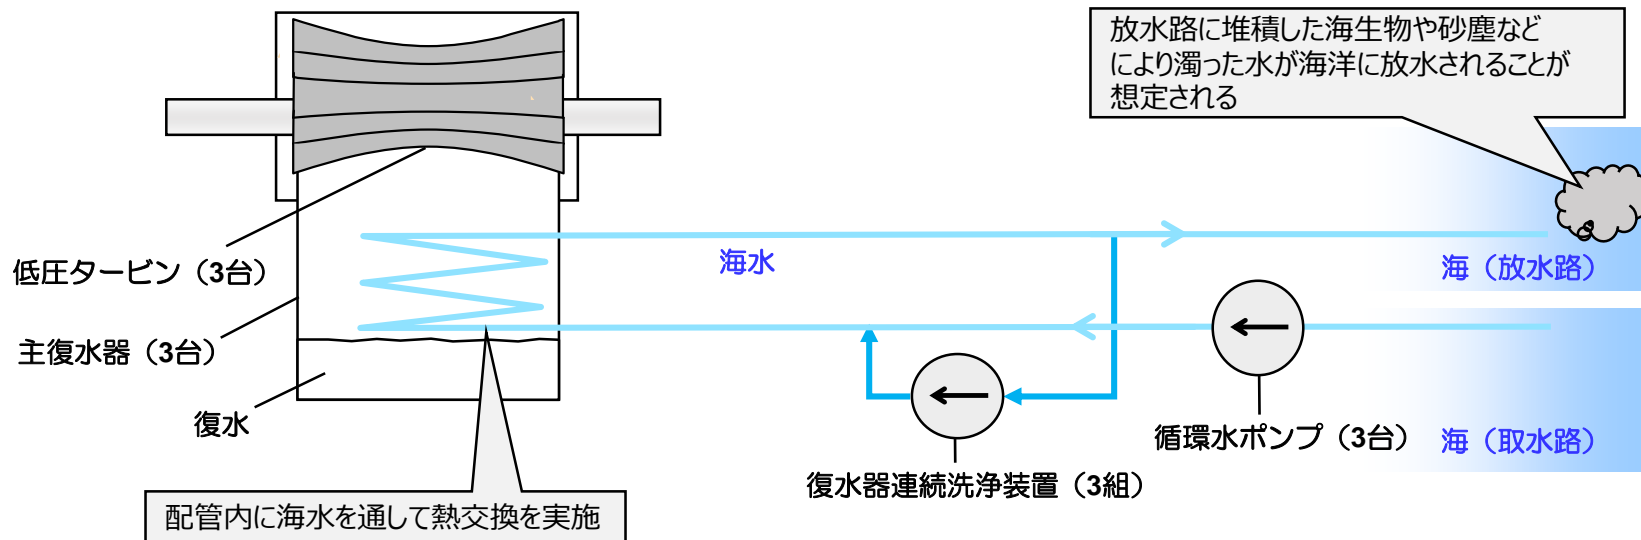 放水路に堆積した海生物や砂塵など
により濁った水が海洋に放水されることが
想定される
低圧タービン（3台）
海水
海（放水路）
主復水器（3台）
復水
循環水ポンプ（3台）
海（取水路）
復水器連続洗浄装置（3組）
配管内に海水を通して熱交換を実施